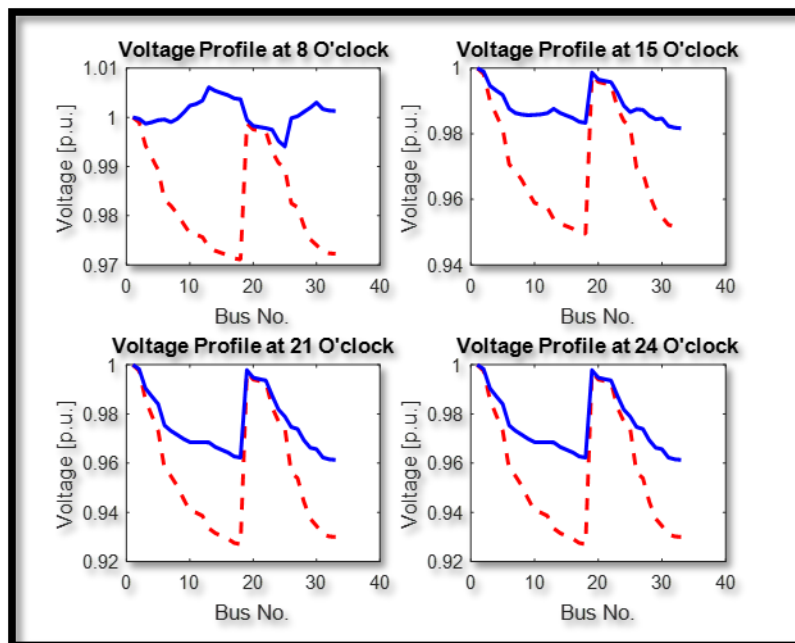 Voltage Profile at 8 O'clock
Voltage [p.u.]
1.01
1
0.99
0.98
0.97
0 10 20 30 40
Bus No.
Voltage Profile at 15 O'clock
Voltage [p.u.]
1
0.98
0.96
0.94
0 10 20 30 40
Bus No.
Voltage Profile at 21 O'clock
Voltage [p.u.]
1
0.98
0.96
0.94
0.92
0 10 20 30 40
Bus No.
Voltage Profile at 24 O'clock
Voltage [p.u.]
1
0.98
0.96
0.94
0.92
0 10 20 30 40
Bus No.